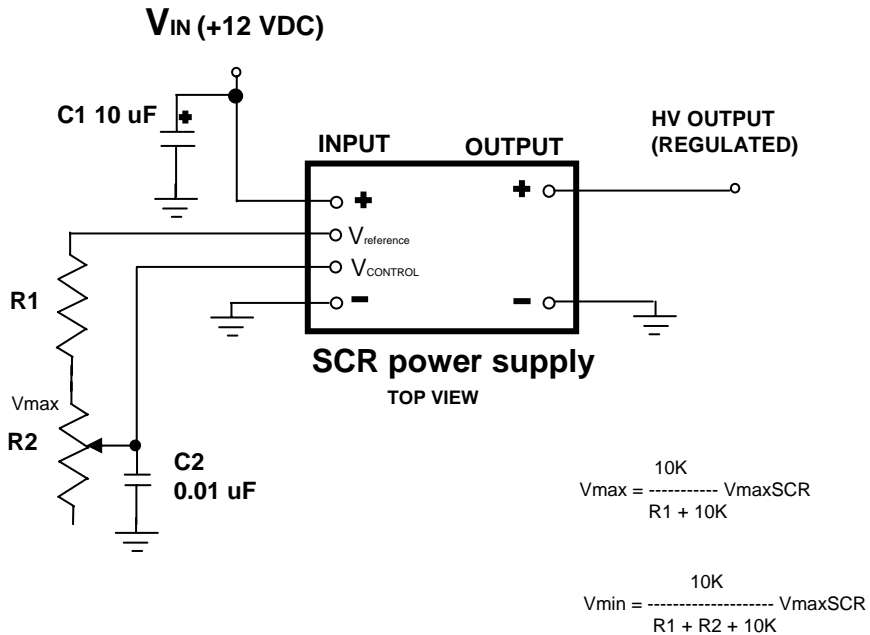 VIN (+12 VDC)
C1 10 uF
+
INPUT
OUTPUT
HV OUTPUT
(REGULATED)
+
+
Vreference
VCONTROL
-
-
R1
SCR power supply
TOP VIEW
Vmax
R2
C2
0.01 uF
10K
Vmax = ----------- VmaxSCR
R1 + 10K
10K
Vmin = -------------------- VmaxSCR
R1 + R2 + 10K